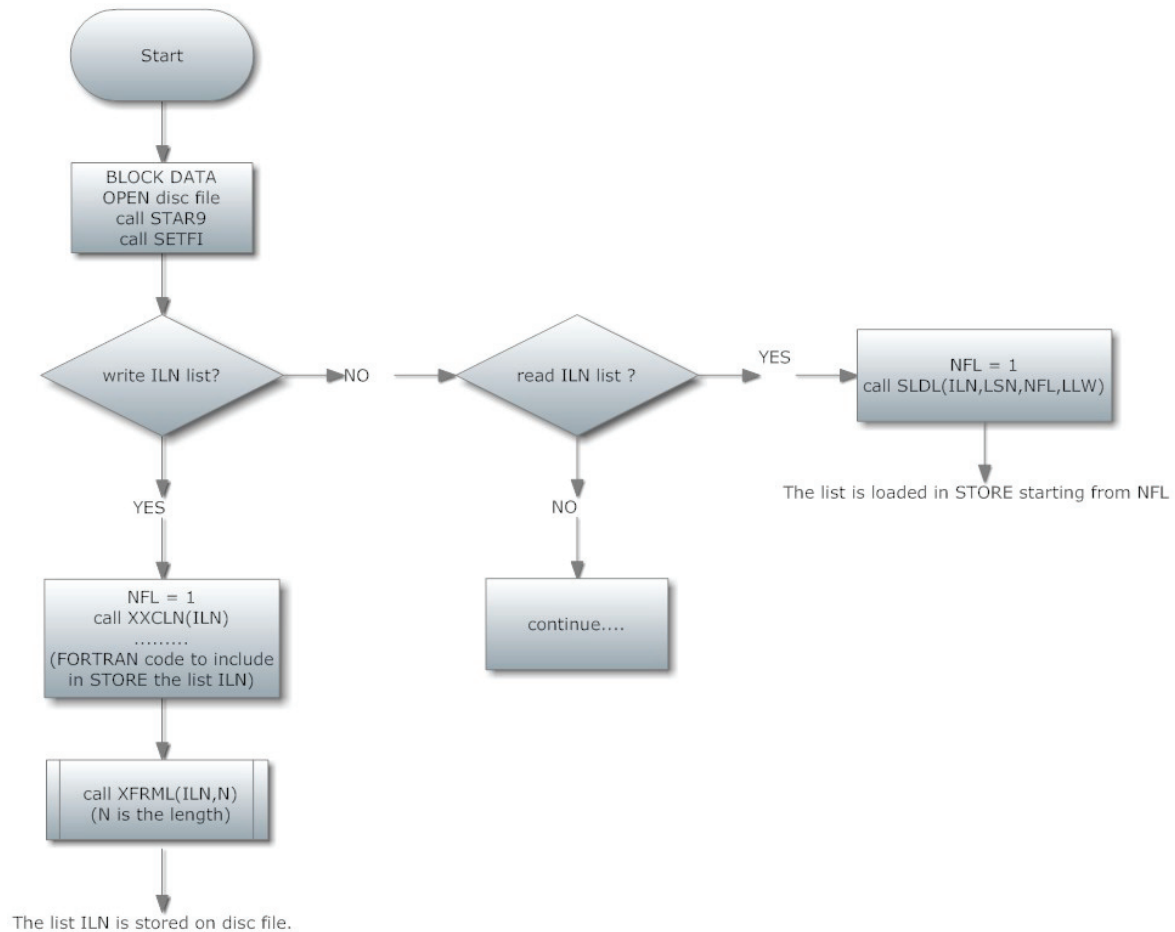 Start
BLOCK DATA
OPEN disc file
call STAR9
call SETFI
write ILN list?
NO
read ILN list ?
YES
NFL = 1
call SLDL(ILN,LSN,NFL,LLW)
The list is loaded in STORE starting from NFL
YES
NO
NFL = 1
call XXCLN(ILN)
.........
(FORTRAN code to include
in STORE the list ILN)
continue....
call XFRML(ILN,N)
(N is the length)
The list ILN is stored on disc file.